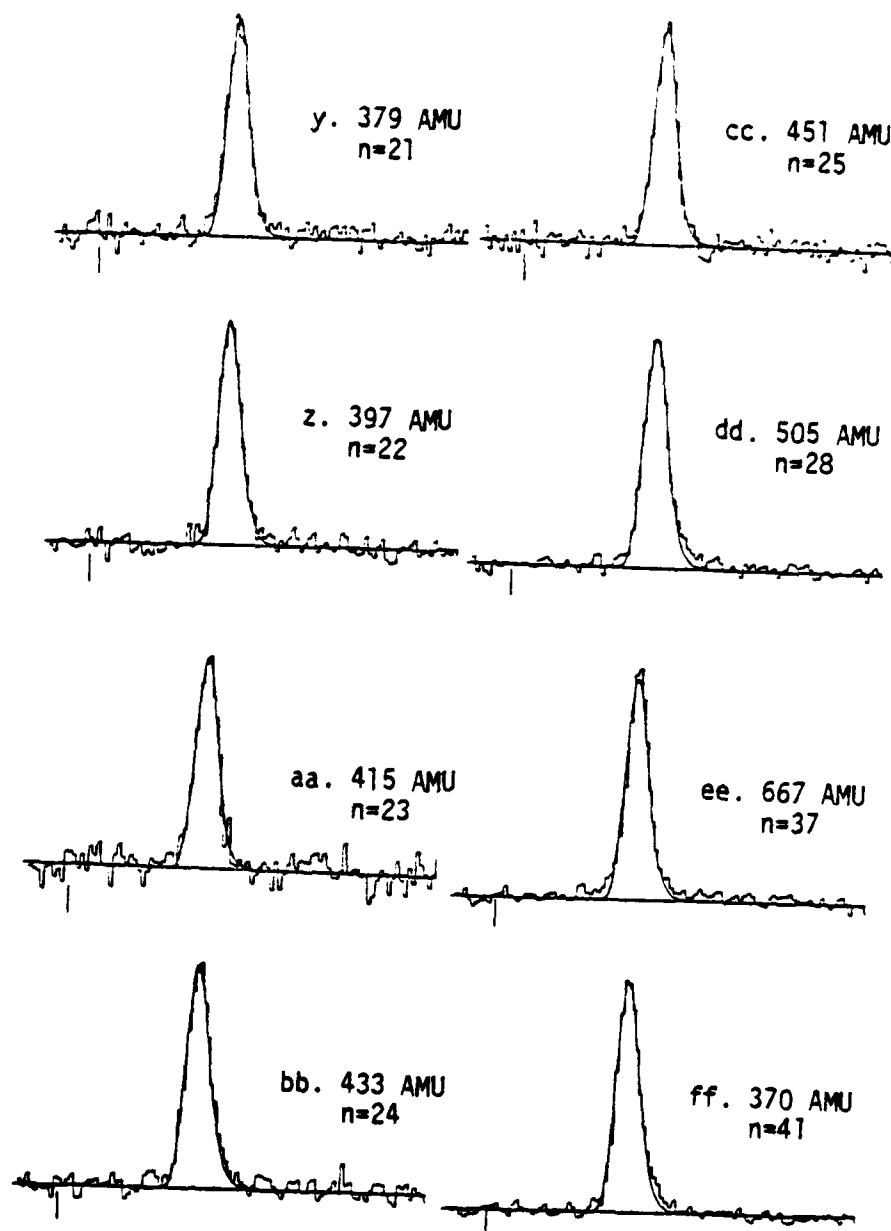 y. 379 AMU
n=21
cc. 451 AMU
n=25
z. 397 AMU
n=22
dd. 505 AMU
n=28
aa. 415 AMU
n=23
ee. 667 AMU
n=37
bb. 433 AMU
n=24
ff. 370 AMU
n=41